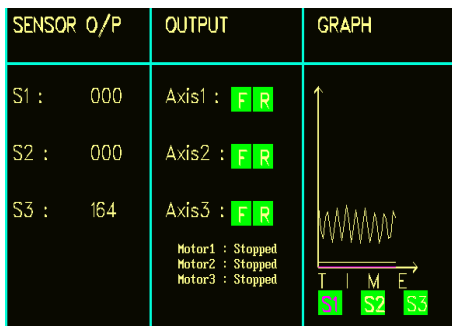 SENSOR O/P
OUTPUT
GRAPH
S1 : 000
Axis1 : F R
S2 : 000
Axis2 : F R
S3 : 164
Axis3 : F R
Motor1 : Stopped
Motor2 : Stopped
Motor3 : Stopped
T I M E
S1 S2 S3